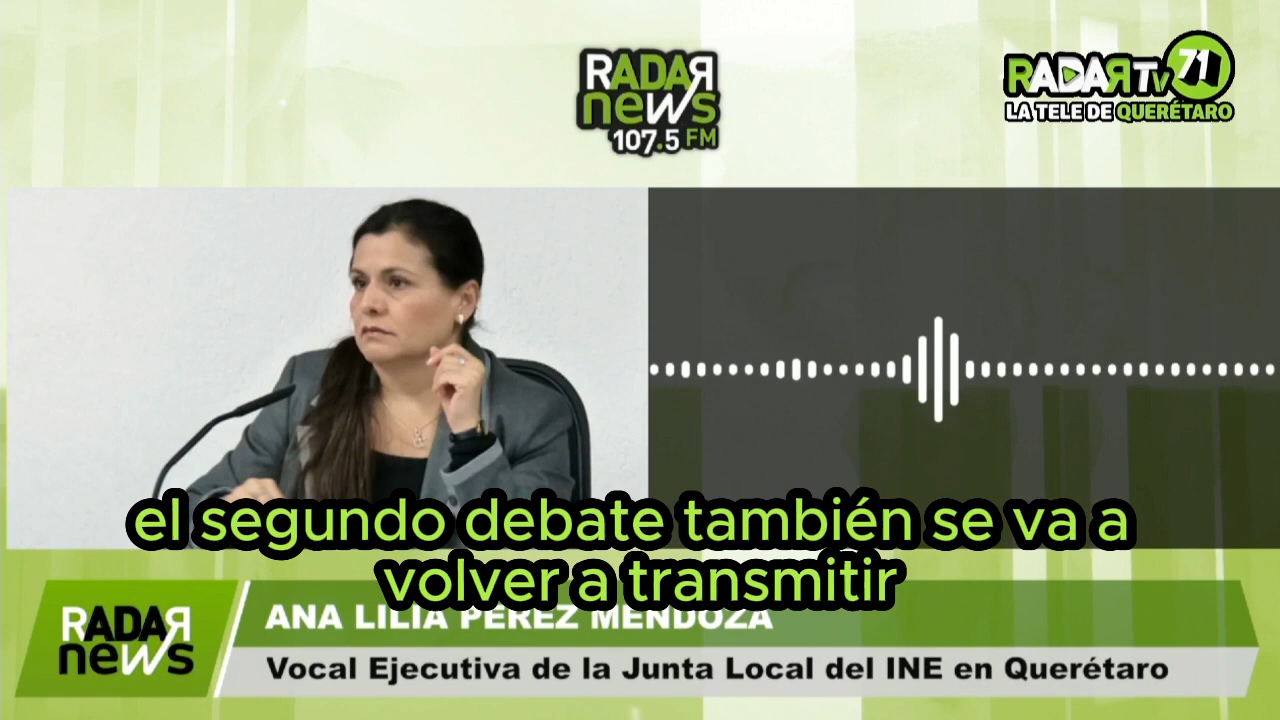 RADAR
news
107.5 FM
RADAR TV 71
LA TELE DE QUERÉTARO
el segundo debate también se va a
volver a transmitir
RADAR
news
ANA LILIA PÉREZ MENDOZA
Vocal Ejecutiva de la Junta Local del INE en Querétaro